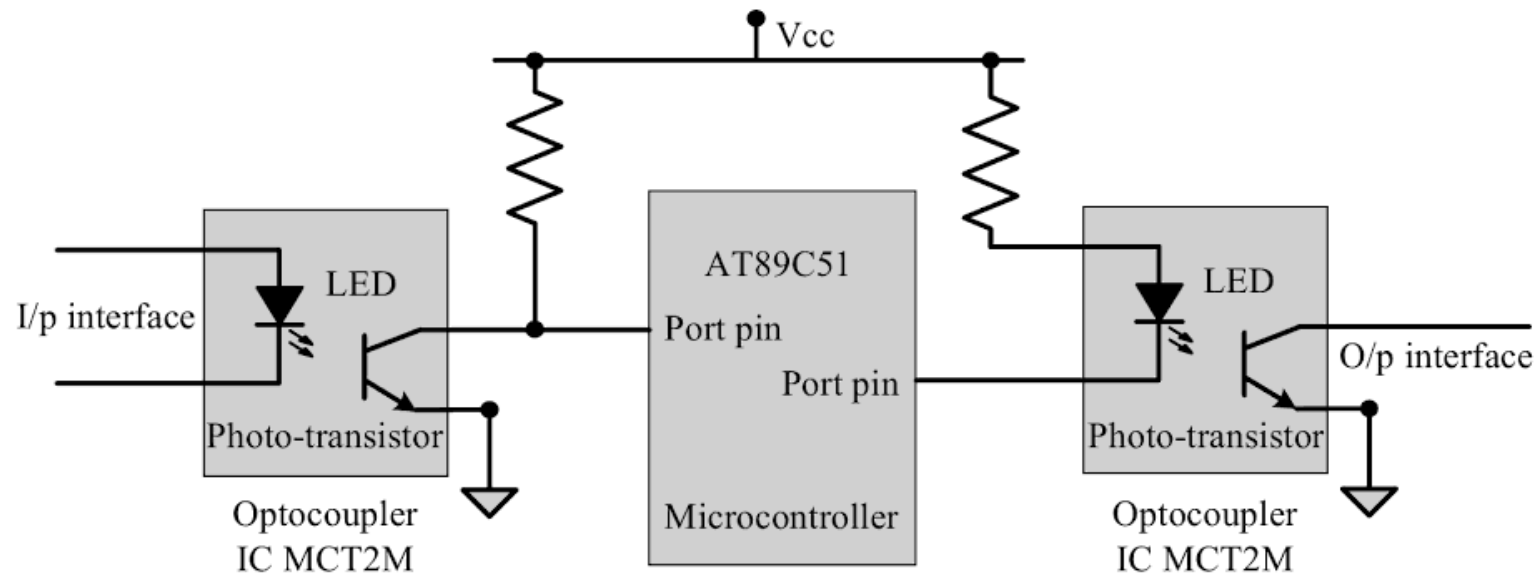 Vcc
I/p interface
LED
Photo-transistor
Optocoupler
IC MCT2M
AT89C51
Port pin
Port pin
Microcontroller
LED
O/p interface
Photo-transistor
Optocoupler
IC MCT2M